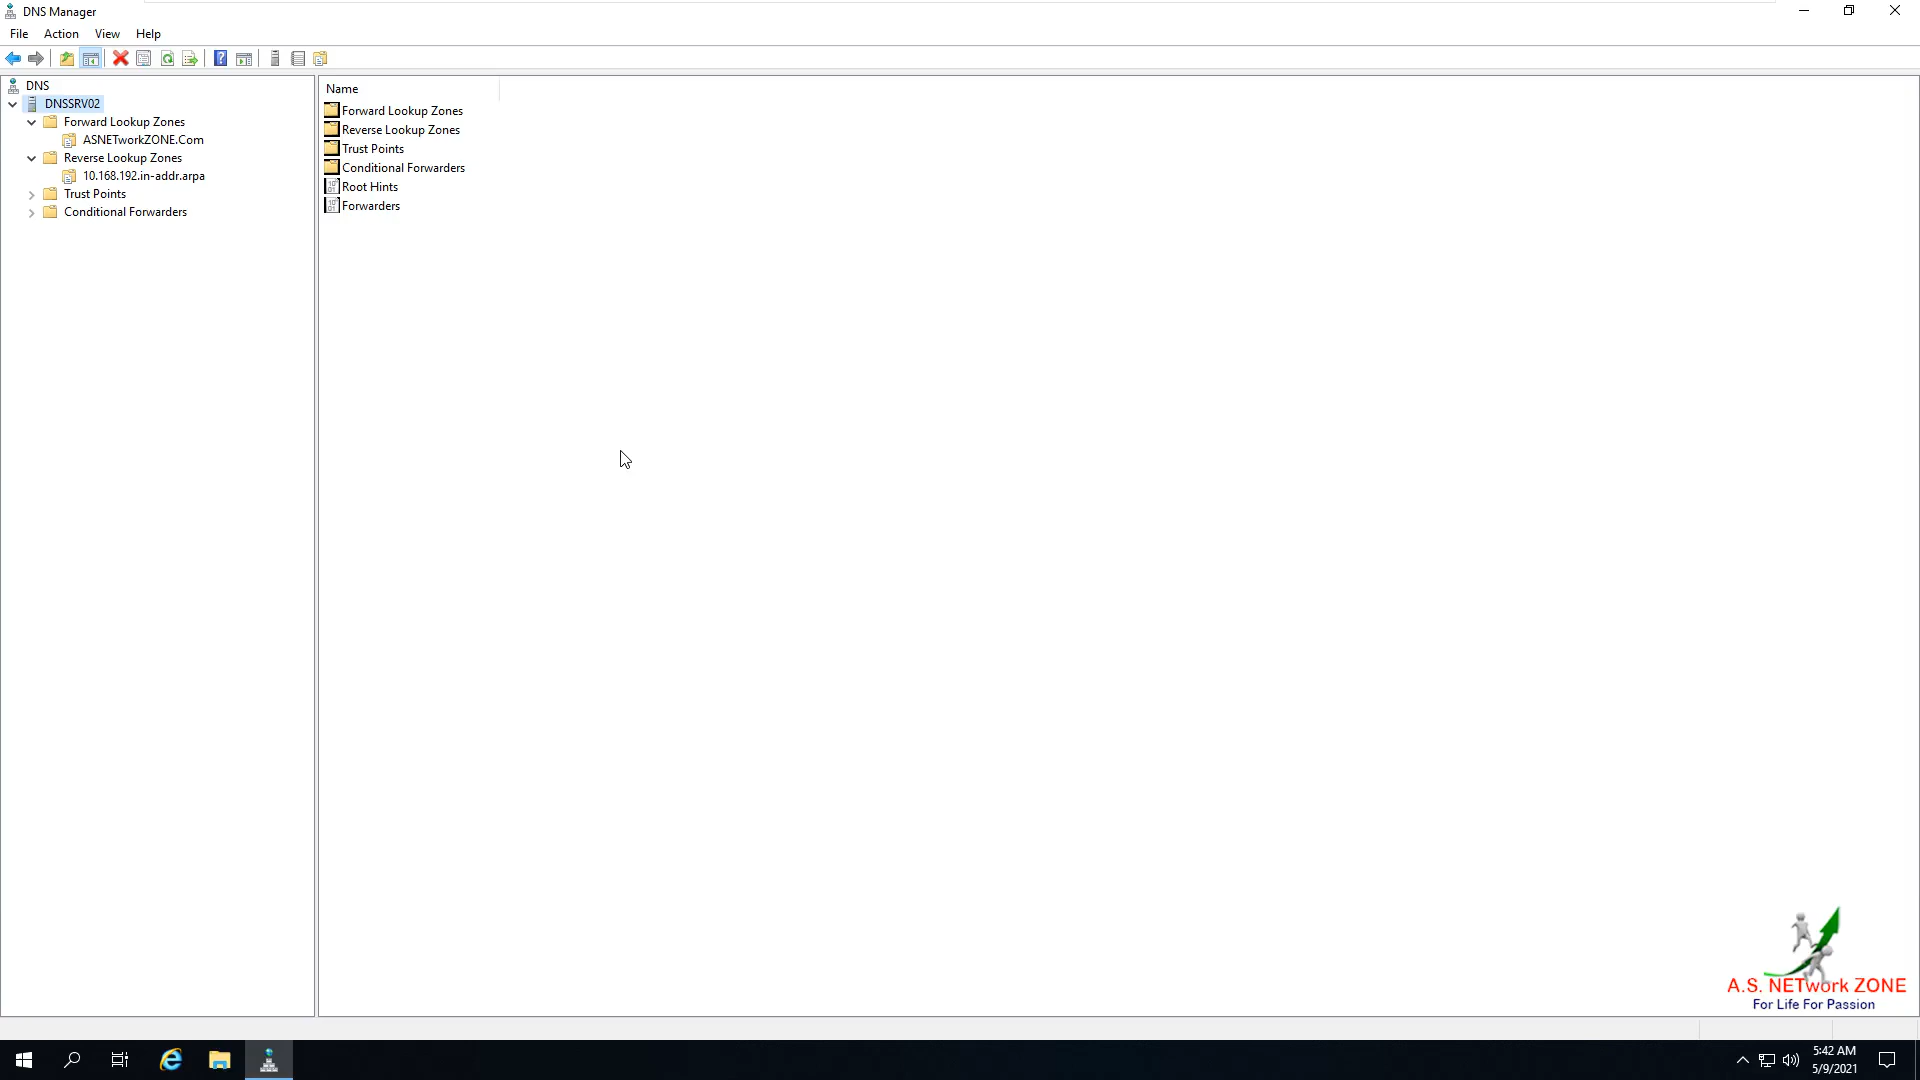 DNS Manager
File Action View Help
DNS
DNSSRV02
Forward Lookup Zones
ASNETworkZONE.Com
Reverse Lookup Zones
10.168.192.in-addr.arpa
Trust Points
Conditional Forwarders
Name
Forward Lookup Zones
Reverse Lookup Zones
Trust Points
Conditional Forwarders
Root Hints
Forwarders
A.S. NETwork ZONE
For Life For Passion
5:42 AM
5/9/2021